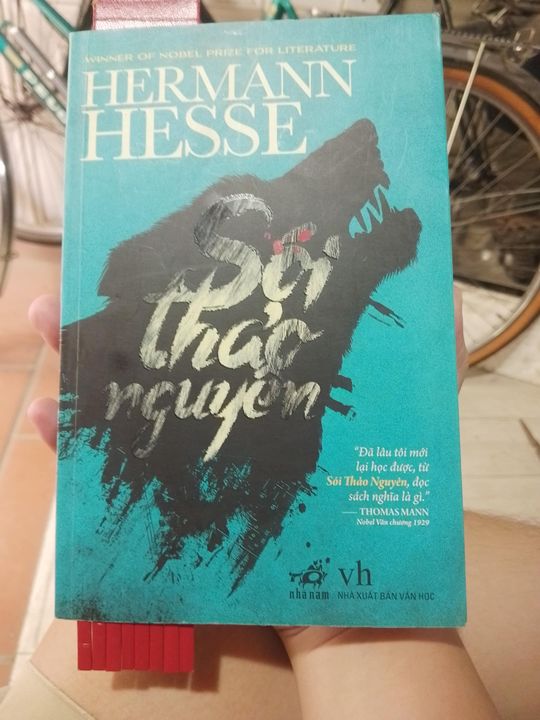 WINNER OF NOBEL PRIZE FOR LITERATURE
HERMANN
HESSE
Sói
thảo
nguyên
“Đã lâu tôi mới
lại học được, từ
Sói Thảo Nguyên, đọc
sách nghĩa là gì.”
— THOMAS MANN
Nobel Văn chương 1929
nhã nam
vh
NHÀ XUẤT BẢN VĂN HỌC